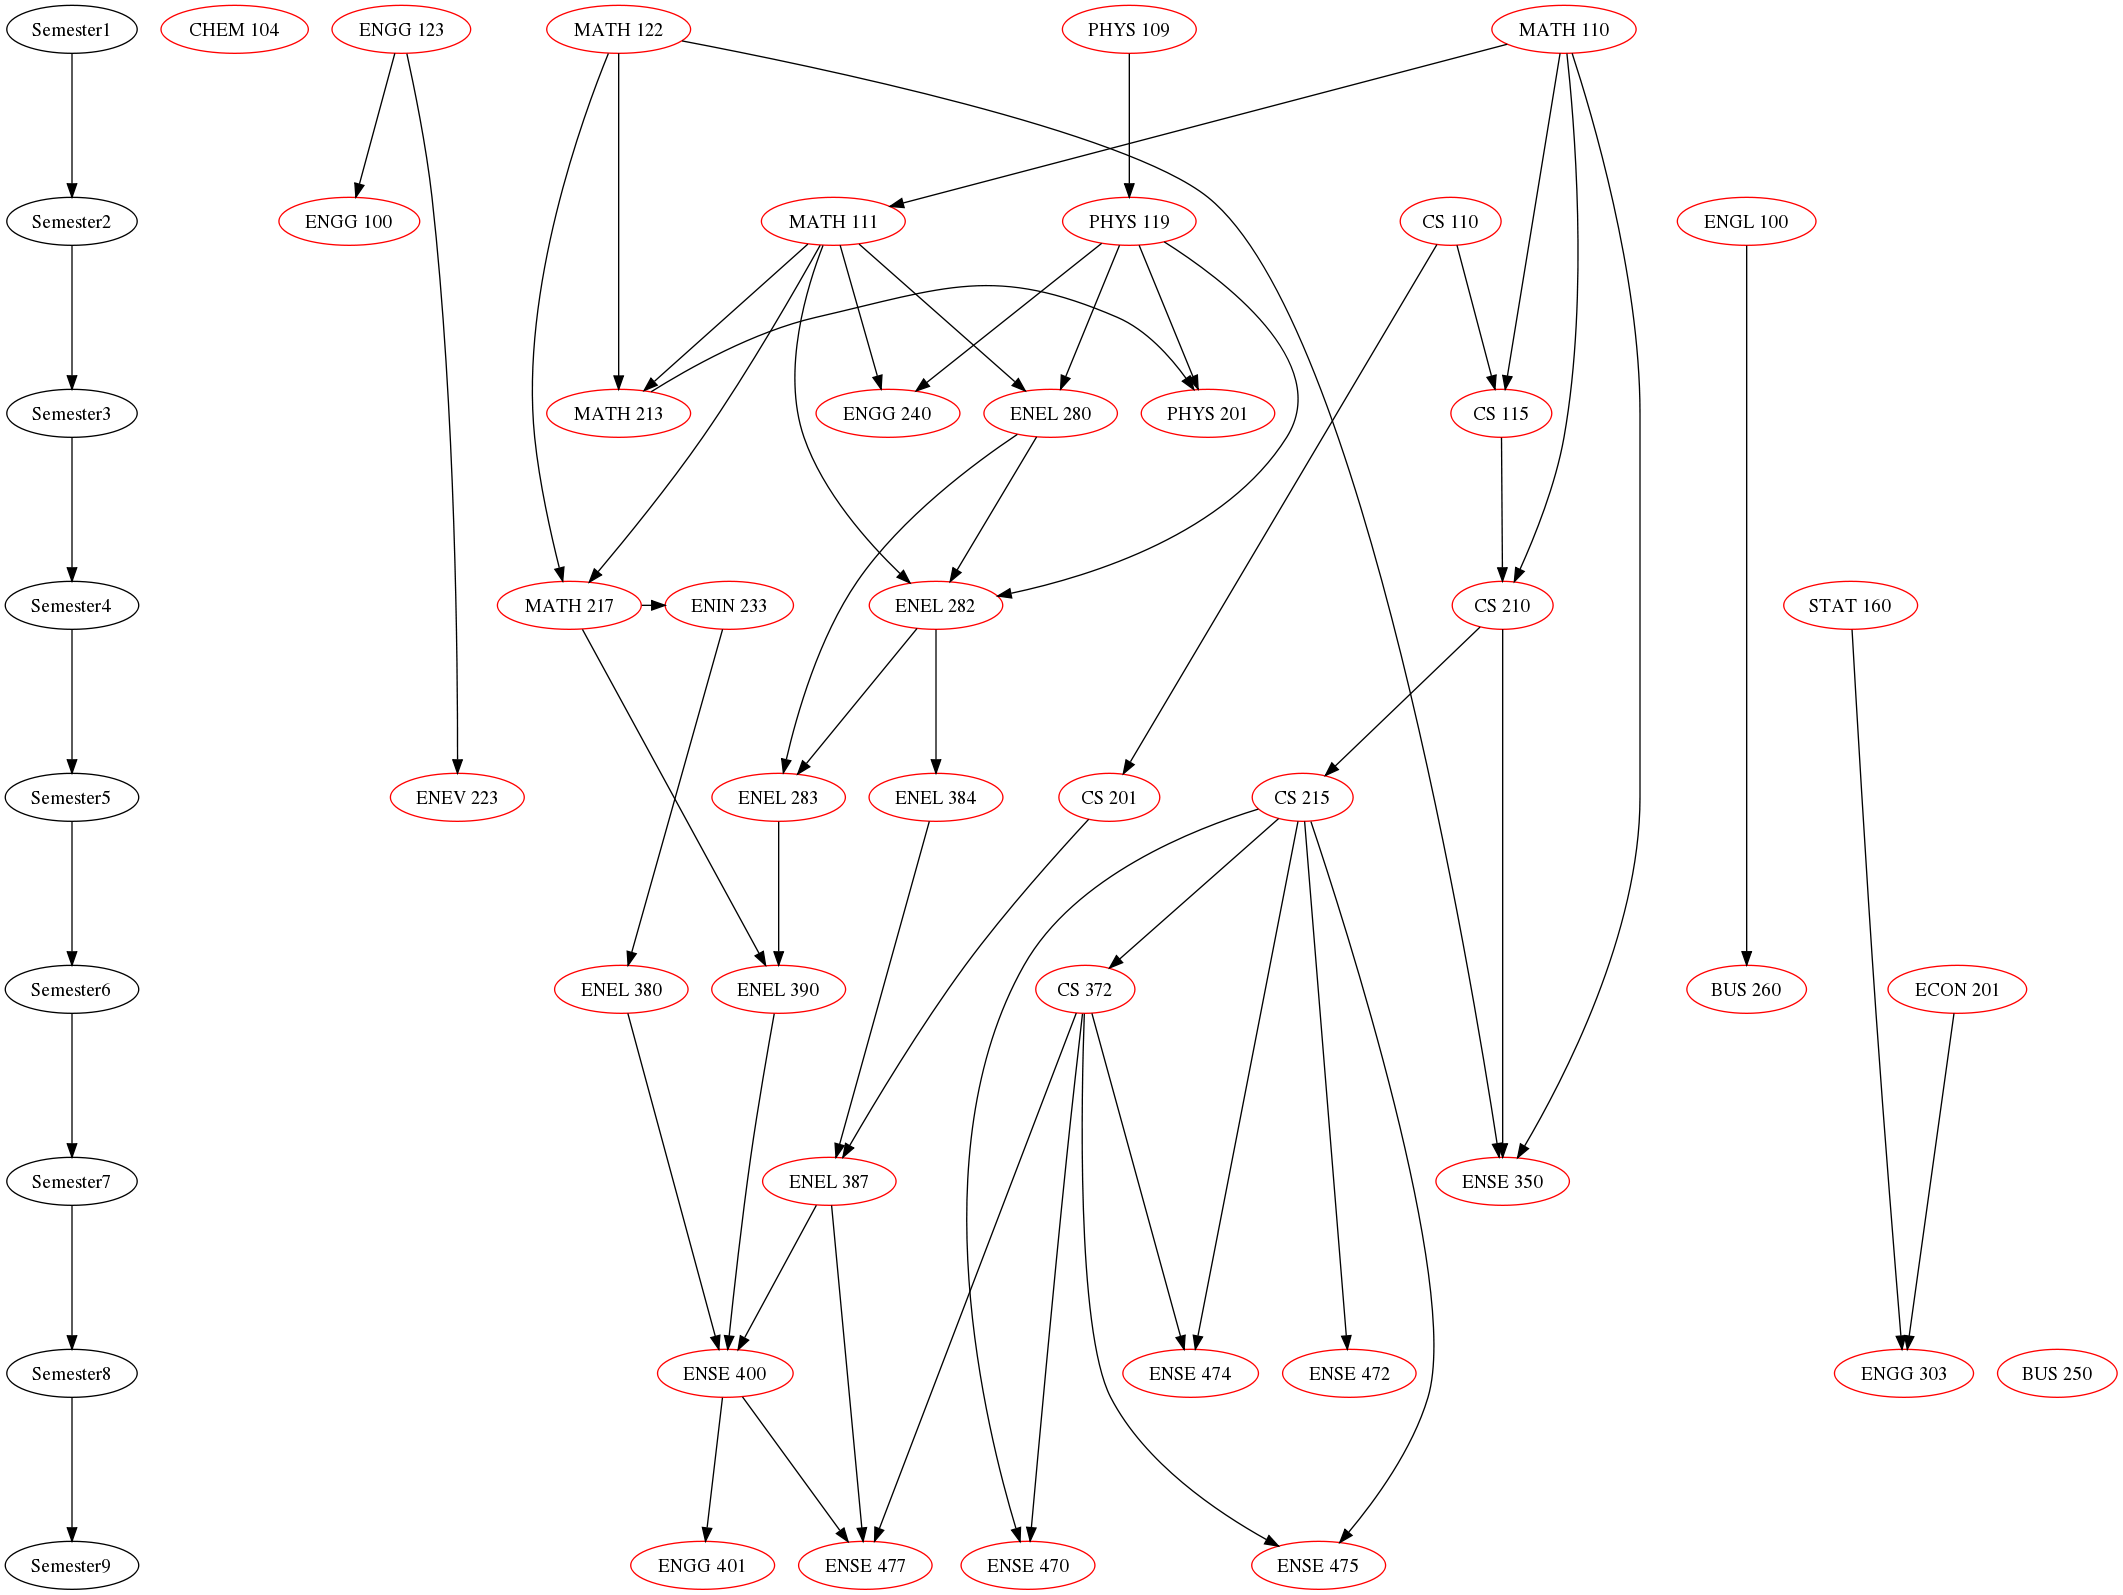 Semester1
CHEM 104
ENGG 123
MATH 122
PHYS 109
MATH 110
Semester2
ENGG 100
MATH 111
PHYS 119
CS 110
ENGL 100
Semester3
MATH 213
ENGG 240
ENEL 280
PHYS 201
CS 115
Semester4
MATH 217
ENIN 233
ENEL 282
CS 210
STAT 160
Semester5
ENEV 223
ENEL 283
ENEL 384
CS 201
CS 215
Semester6
ENEL 380
ENEL 390
CS 372
BUS 260
ECON 201
Semester7
ENEL 387
ENSE 350
Semester8
ENSE 400
ENSE 474
ENSE 472
ENGG 303
BUS 250
Semester9
ENGG 401
ENSE 477
ENSE 470
ENSE 475